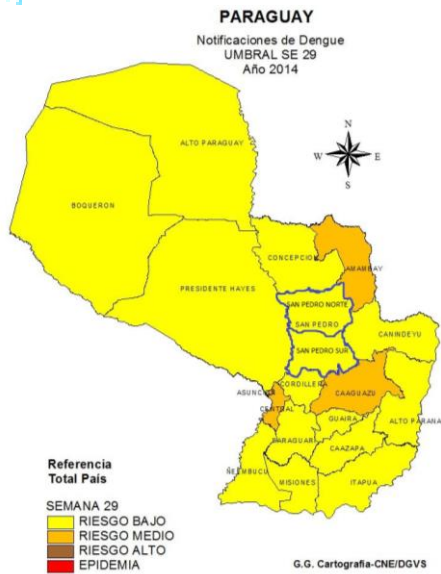 PARAGUAY
Notificaciones de Dengue
UMBRAL SE 29
Año 2014
N
W E
S
ALTO PARAGUAY
BOQUERON
CONCEPCION
AMAMBAY
PRESIDENTE HAYES
SAN PEDRO NORTE
SAN PEDRO
CANINDEYU
SAN PEDRO SUR
CORDILLERA
ASUNCION
CAAGUAZU
CENTRAL
GUAIRA
ALTO PARANA
PARAGUARI
CAAZAPA
ÑEEMBUCU
MISIONES
ITAPUA
Referencia
Total País
SEMANA 29
RIESGO BAJO
RIESGO MEDIO
RIESGO ALTO
EPIDEMIA
G.G. Cartografia-CNE/DGVS